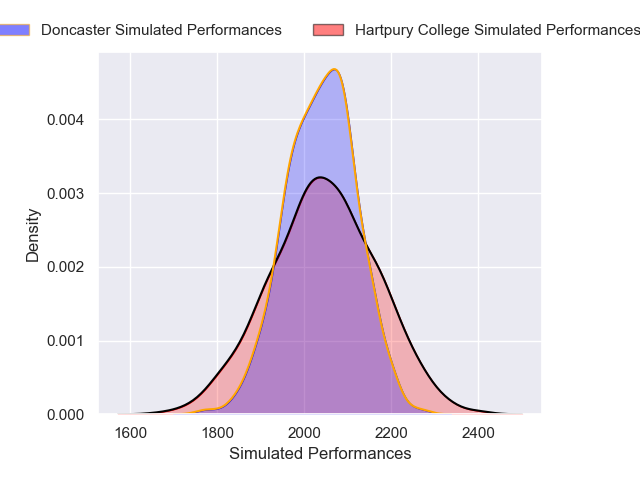 Doncaster Simulated Performances
Hartpury College Simulated Performances
0.004
0.003
0.002
0.001
0.000
Density
1600 1800 2000 2200 2400
Simulated Performances